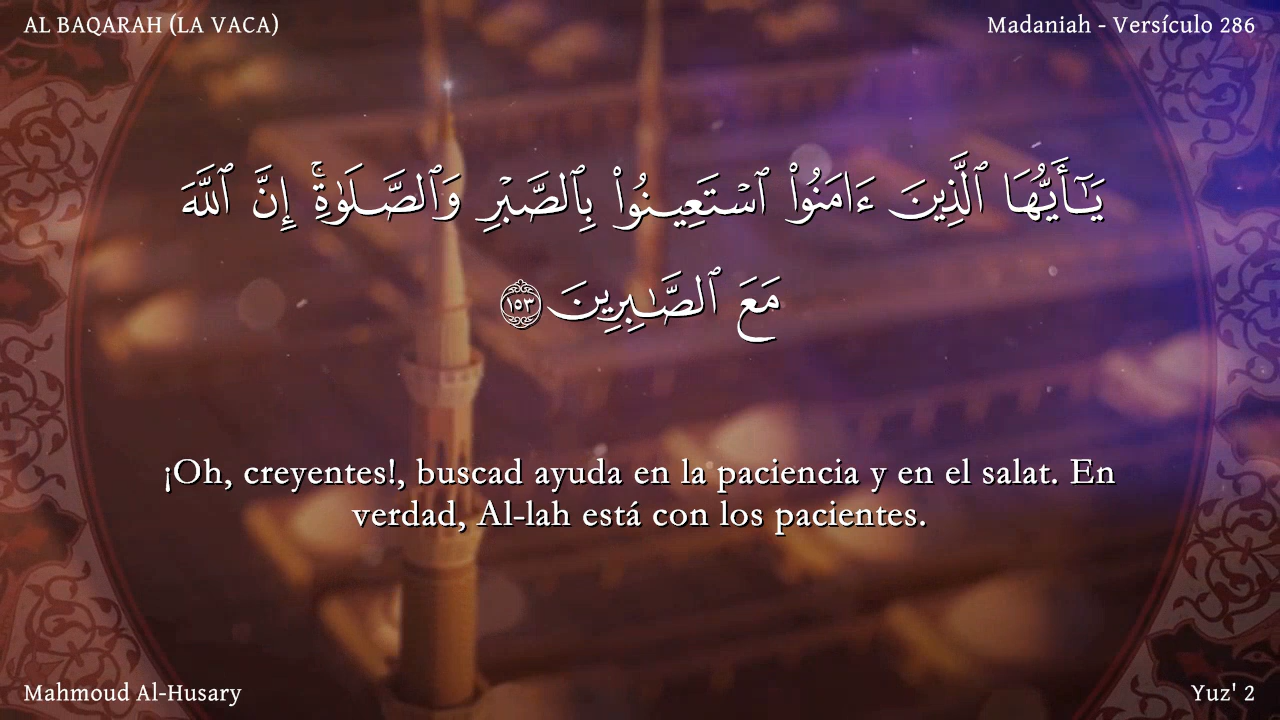 AL BAQARAH (LA VACA)
Madaniah - Versículo 286
يَـٰٓأَيُّهَا ٱلَّذِينَ ءَامَنُوا۟ ٱسْتَعِينُوا۟ بِٱلصَّبْرِ وَٱلصَّلَوٰةِ ۚ إِنَّ ٱللَّهَ
مَعَ ٱلصَّـٰبِرِينَ ١٥٣
¡Oh, creyentes!, buscad ayuda en la paciencia y en el salat. En
verdad, Al-lah está con los pacientes.
Mahmoud Al-Husary
Yuz' 2